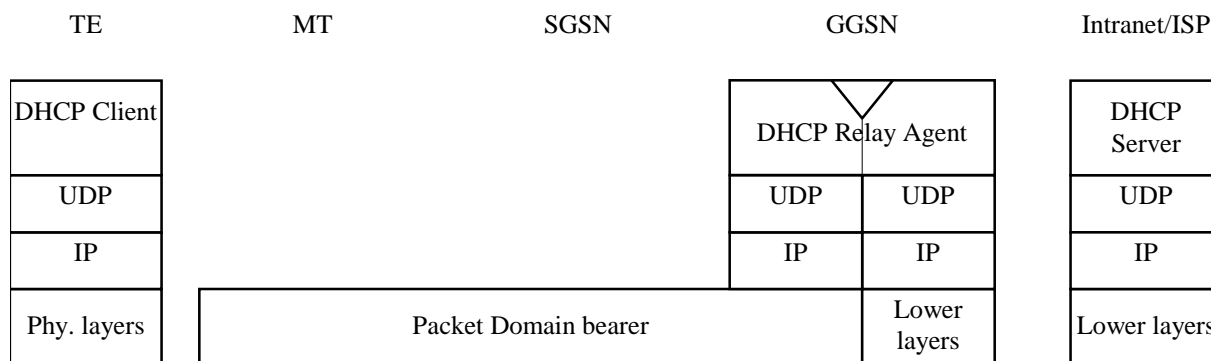 TE MT SGSN GGSN Intranet/ISP
DHCP Client DHCP Relay Agent DHCP
Server
UDP UDP UDP UDP
IP IP IP IP
Phy. layers Packet Domain bearer Lower
layers Lower layers